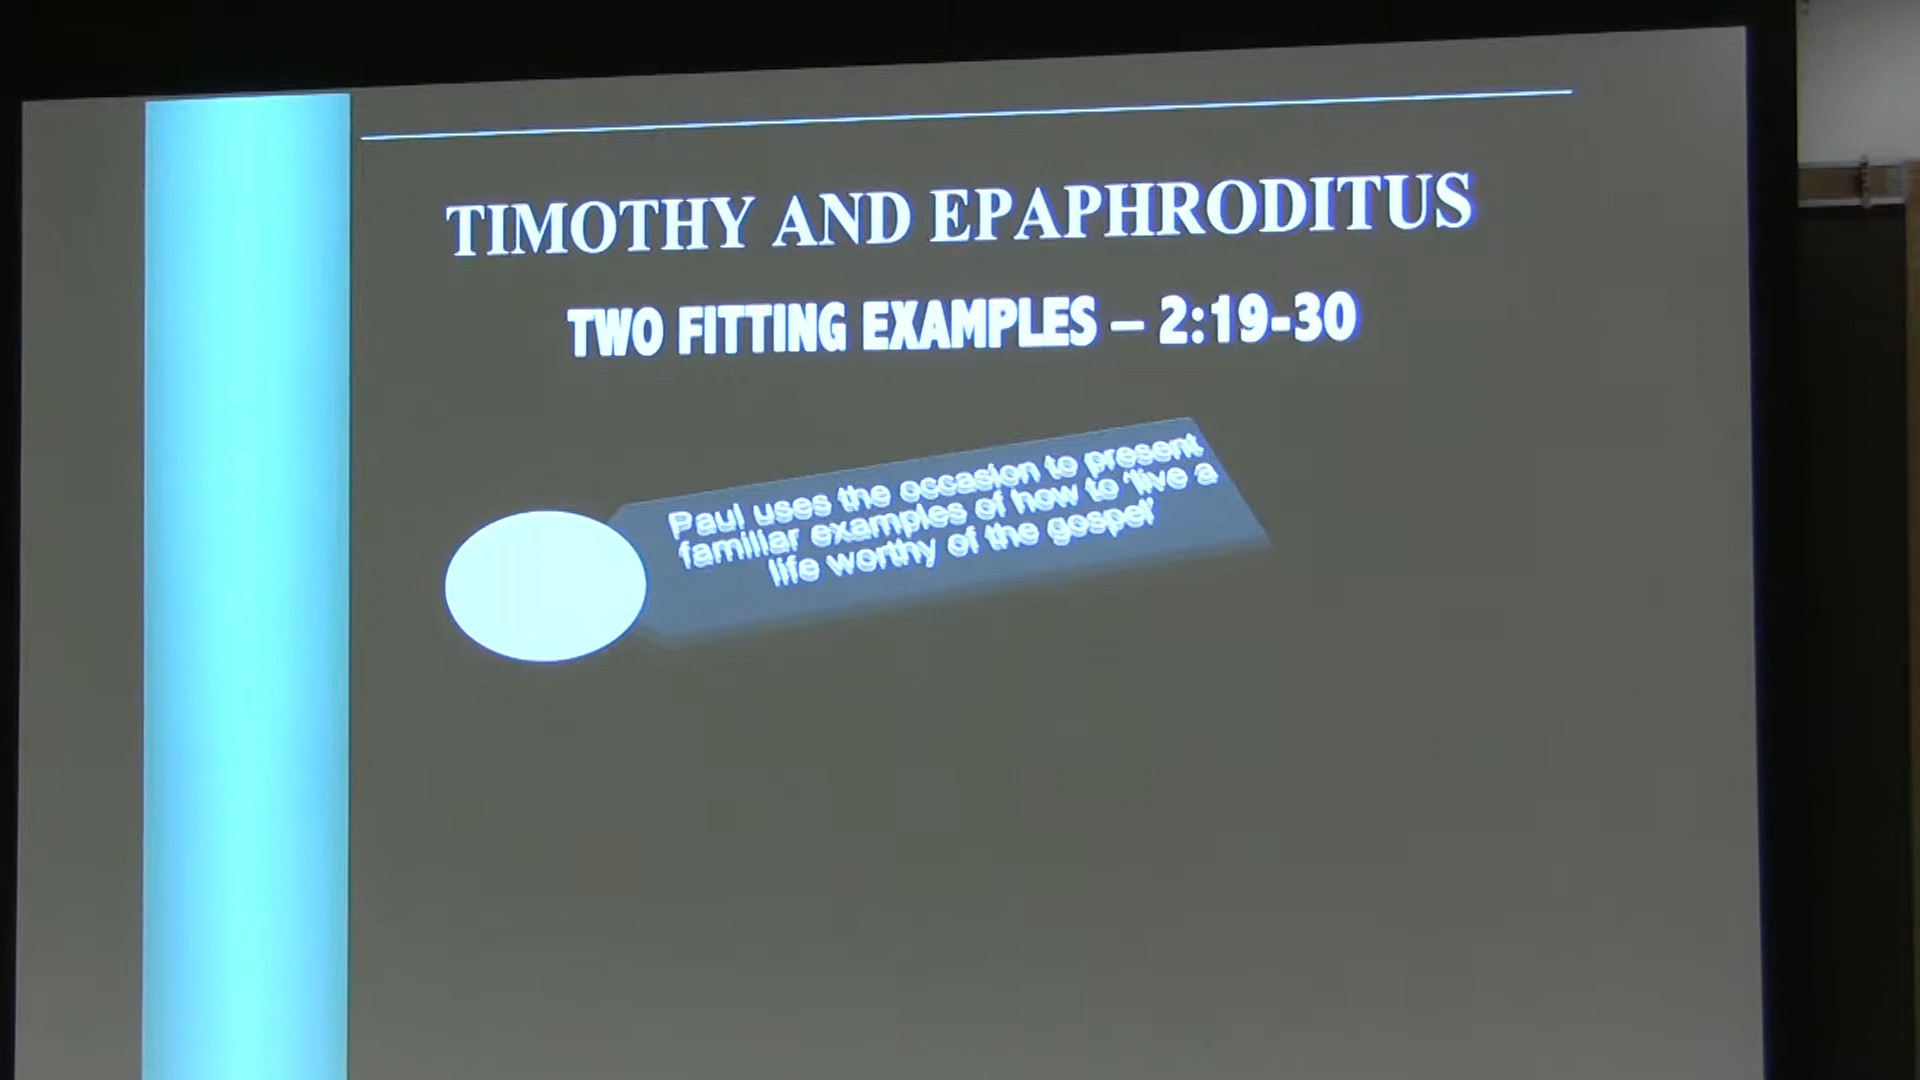 TIMOTHY AND EPAPHRODITUS
TWO FITTING EXAMPLES – 2:19-30
Paul uses the occasion to present
familiar examples of how to 'live a
life worthy of the gospel'